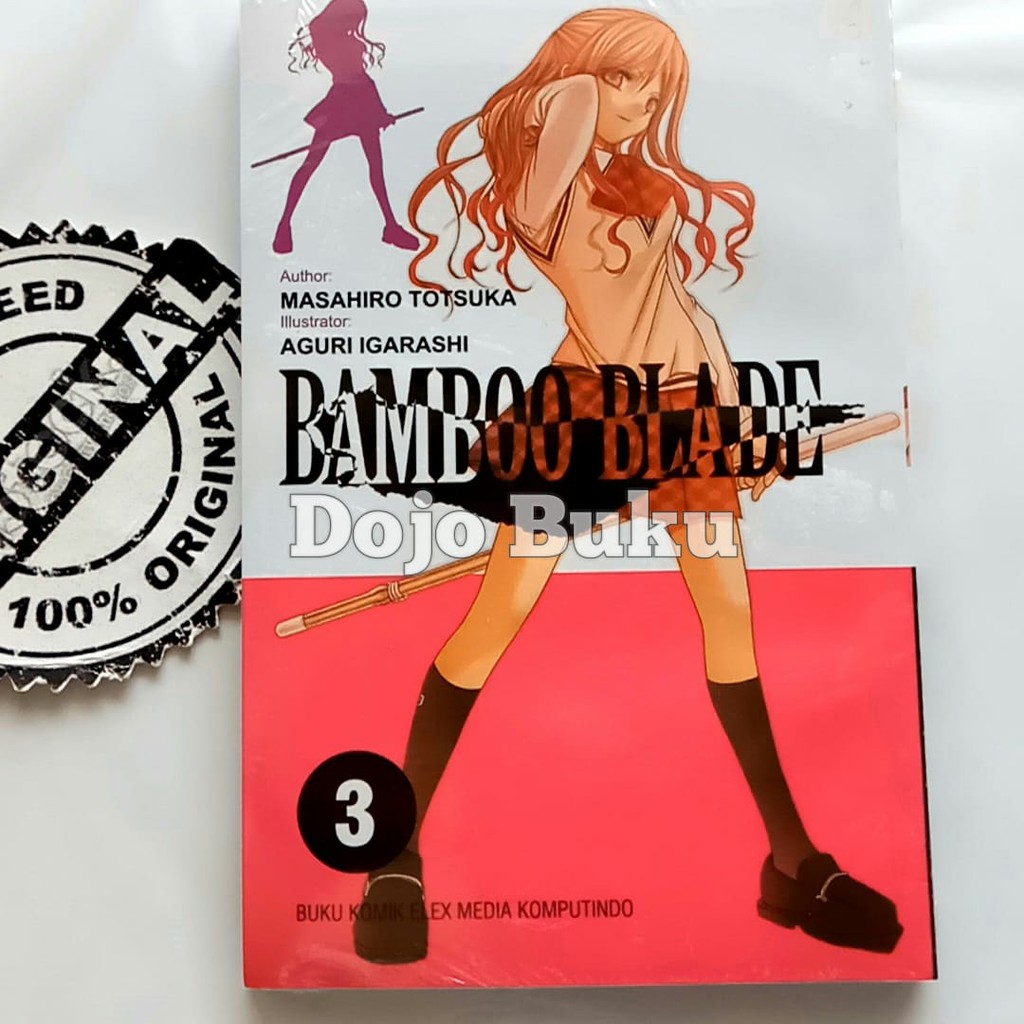 EED
GINAL
100% ORIGINAL
Author:
MASAHIRO TOTSUKA
Illustrator:
AGURI IGARASHI
BAMBOO BLADE
Dojo Buku
3
BUKU KOMIK ELEX MEDIA KOMPUTINDO